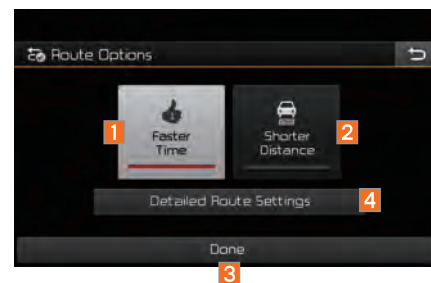 Route Options
1
Faster
Time
Shorter
Distance
2
Detailed Route Settings
4
Done
3